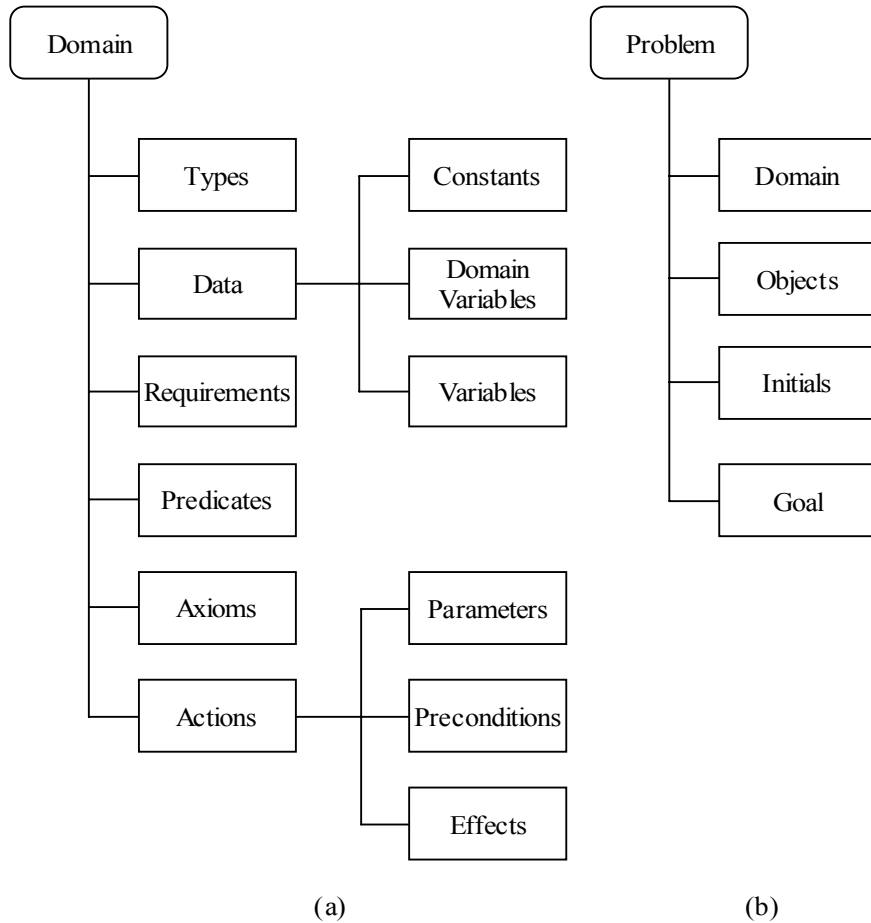 Domain
Problem
Types
Constants
Domain
Data
Domain
Variables
Objects
Requirements
Variables
Initials
Predicates
Goal
Axioms
Parameters
Actions
Preconditions
Effects
(a)
(b)